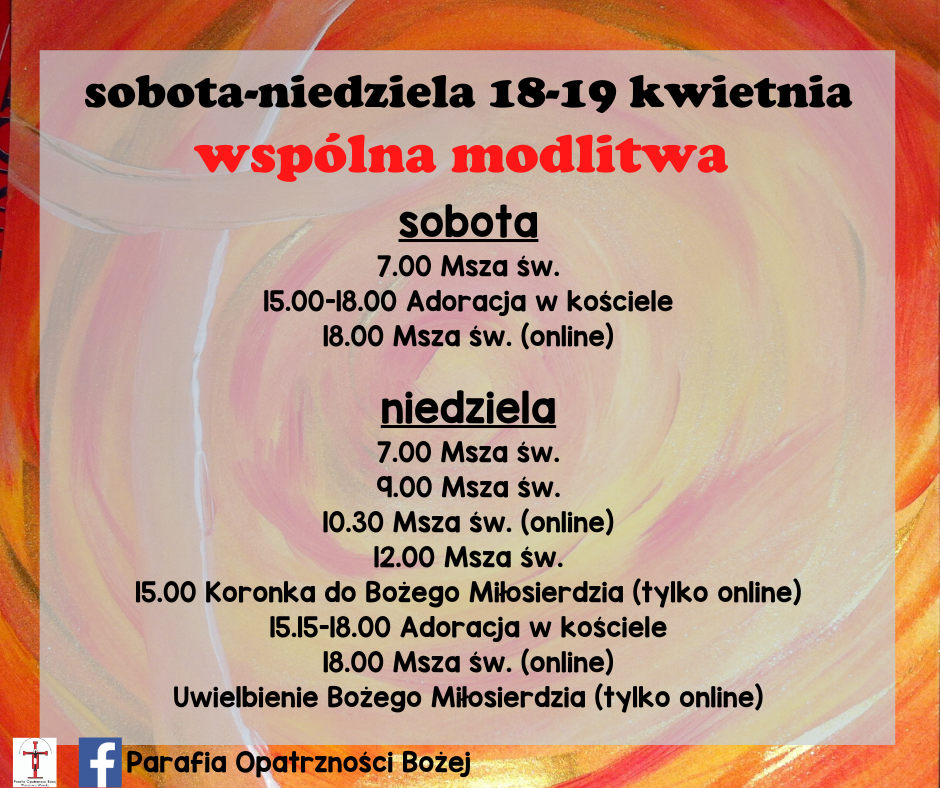 sobota-niedziela 18-19 kwietnia
wspólna modlitwa
sobota
7.00 Msza św.
15.00-18.00 Adoracja w kościele
18.00 Msza św. (online)
niedziela
7.00 Msza św.
9.00 Msza św.
10.30 Msza św. (online)
12.00 Msza św.
15.00 Koronka do Bożego Miłosierdzia (tylko online)
15.15-18.00 Adoracja w kościele
18.00 Msza św. (online)
Uwielbienie Bożego Miłosierdzia (tylko online)
Parafia Opatrzności Bożej
f Parafia Opatrzności Bożej